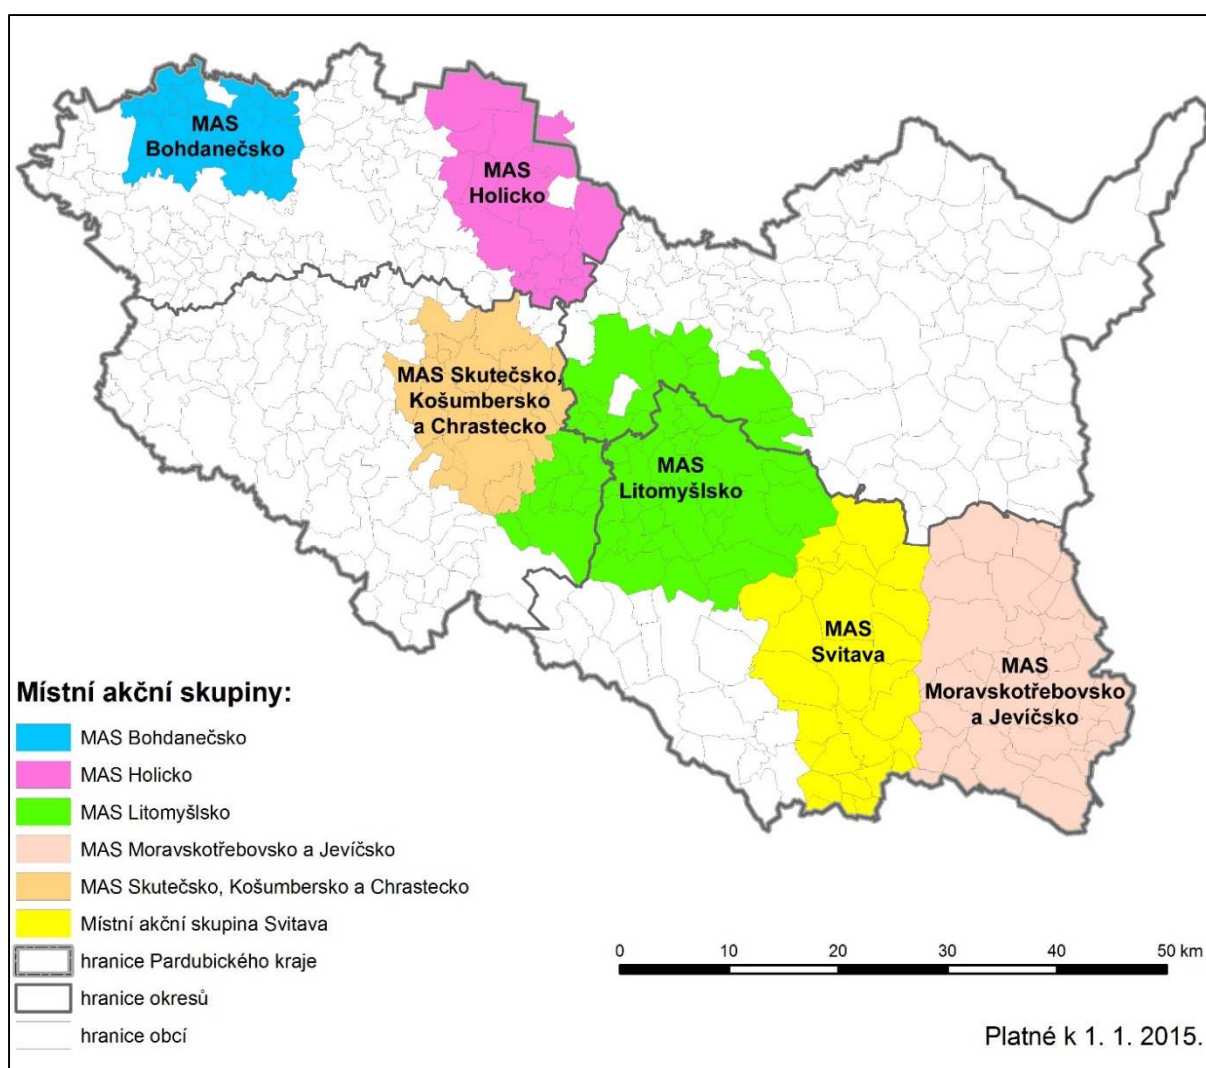 MAS
Bohdanečsko
MAS
Holicko
MAS Skutečsko,
Košumbersko
a Chrastecko
MAS
Litomyšlsko
MAS
Svitava
MAS
Moravskotřebovsko
a Jevíčsko
Místní akční skupiny:
MAS Bohdanečsko
MAS Holicko
MAS Litomyšlsko
MAS Moravskotřebovsko a Jevíčsko
MAS Skutečsko, Košumbersko a Chrastecko
Místní akční skupina Svitava
hranice Pardubického kraje
hranice okresů
hranice obcí
0 10 20 30 40 50 km
Platné k 1. 1. 2015.